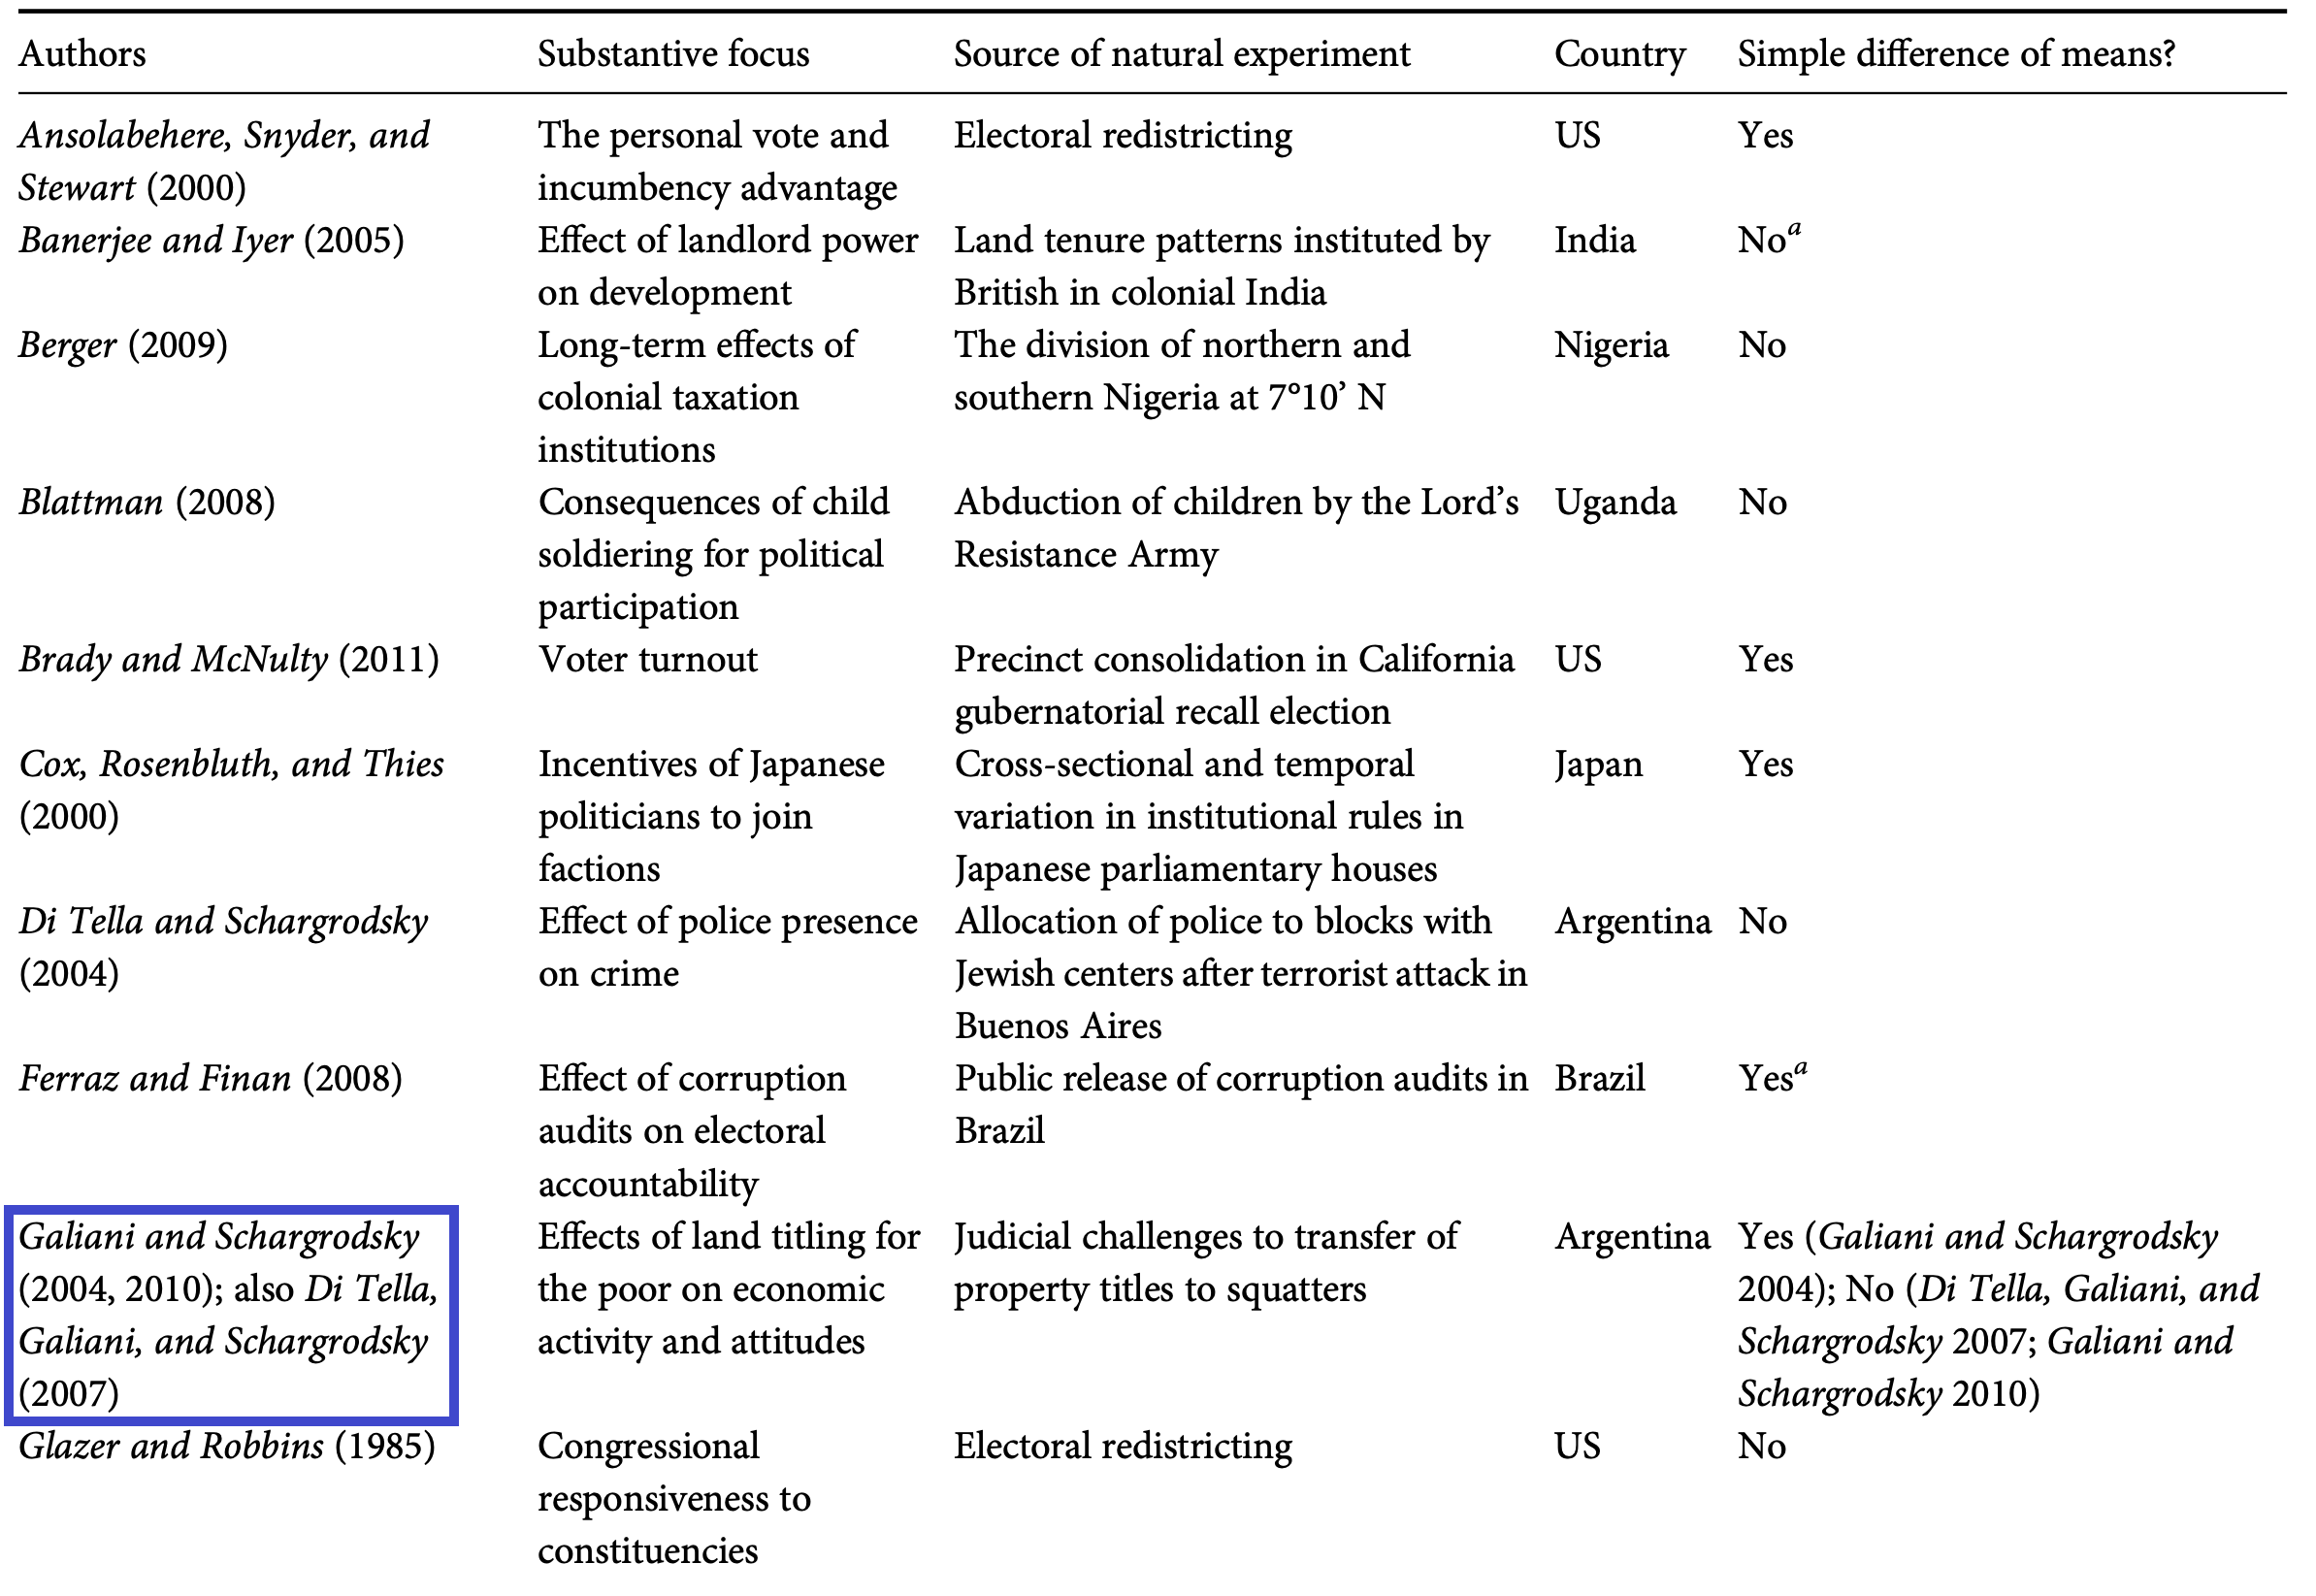 Authors Substantive focus Source of natural experiment Country Simple difference of means?
Ansolabehere, Snyder, and The personal vote and Electoral redistricting US Yes
Stewart (2000) incumbency advantage
Banerjee and Iyer (2005) Effect of landlord power Land tenure patterns instituted by India Noᵃ
on development British in colonial India
Berger (2009) Long-term effects of The division of northern and Nigeria No
colonial taxation southern Nigeria at 7°10’ N
institutions
Blattman (2008) Consequences of child Abduction of children by the Lord’s Uganda No
soldiering for political Resistance Army
participation
Brady and McNulty (2011) Voter turnout Precinct consolidation in California US Yes
gubernatorial recall election
Cox, Rosenbluth, and Thies Incentives of Japanese Cross-sectional and temporal Japan Yes
(2000) politicians to join variation in institutional rules in
factions Japanese parliamentary houses
Di Tella and Schargrodsky Effect of police presence Allocation of police to blocks with Argentina No
(2004) on crime Jewish centers after terrorist attack in
Buenos Aires
Ferraz and Finan (2008) Effect of corruption Public release of corruption audits in Brazil Yesᵃ
audits on electoral Brazil
accountability
Galiani and Schargrodsky Effects of land titling for Judicial challenges to transfer of Argentina Yes (Galiani and Schargrodsky
(2004, 2010); also Di Tella, the poor on economic property titles to squatters 2004); No (Di Tella, Galiani, and
Galiani, and Schargrodsky activity and attitudes Schargrodsky 2007; Galiani and
(2007) Schargrodsky 2010)
Glazer and Robbins (1985) Congressional Electoral redistricting US No
responsiveness to
constituencies